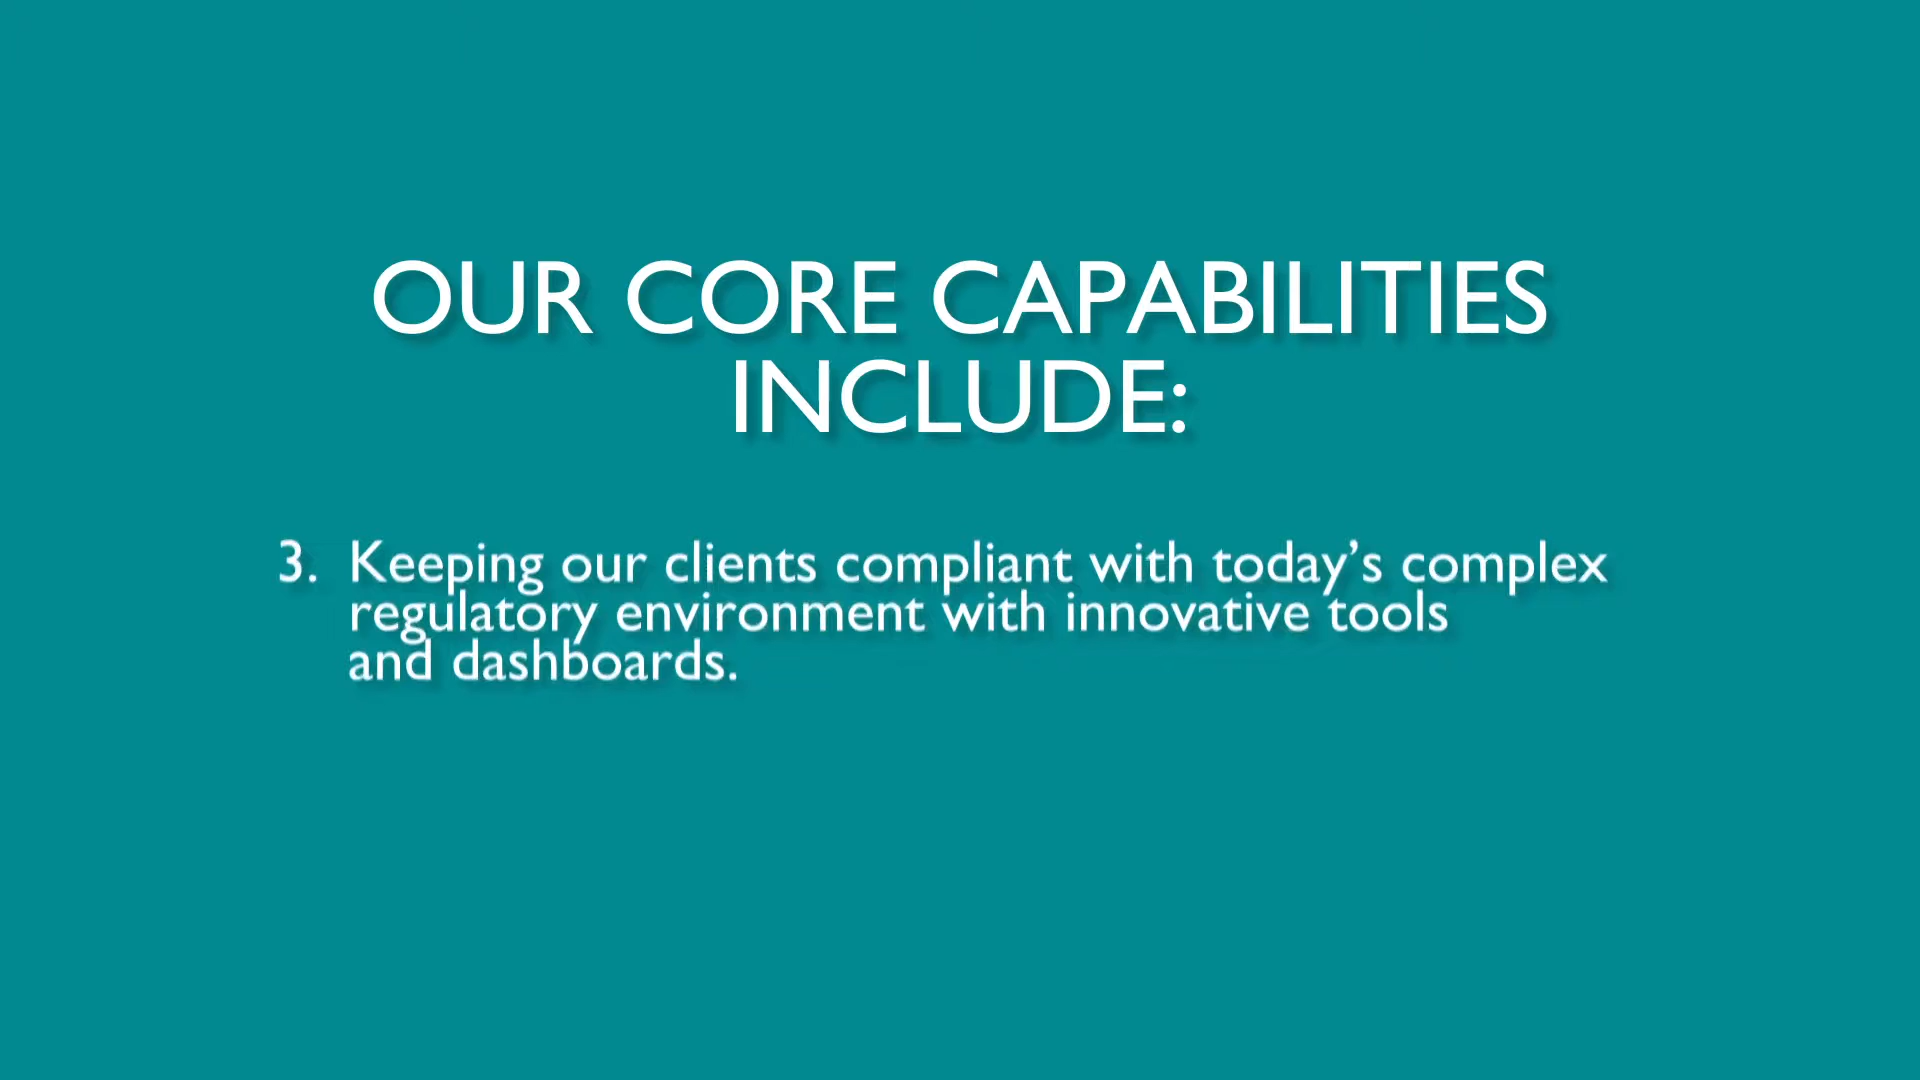 OUR CORE CAPABILITIES
INCLUDE:
3. Keeping our clients compliant with today’s complex
regulatory environment with innovative tools
and dashboards.